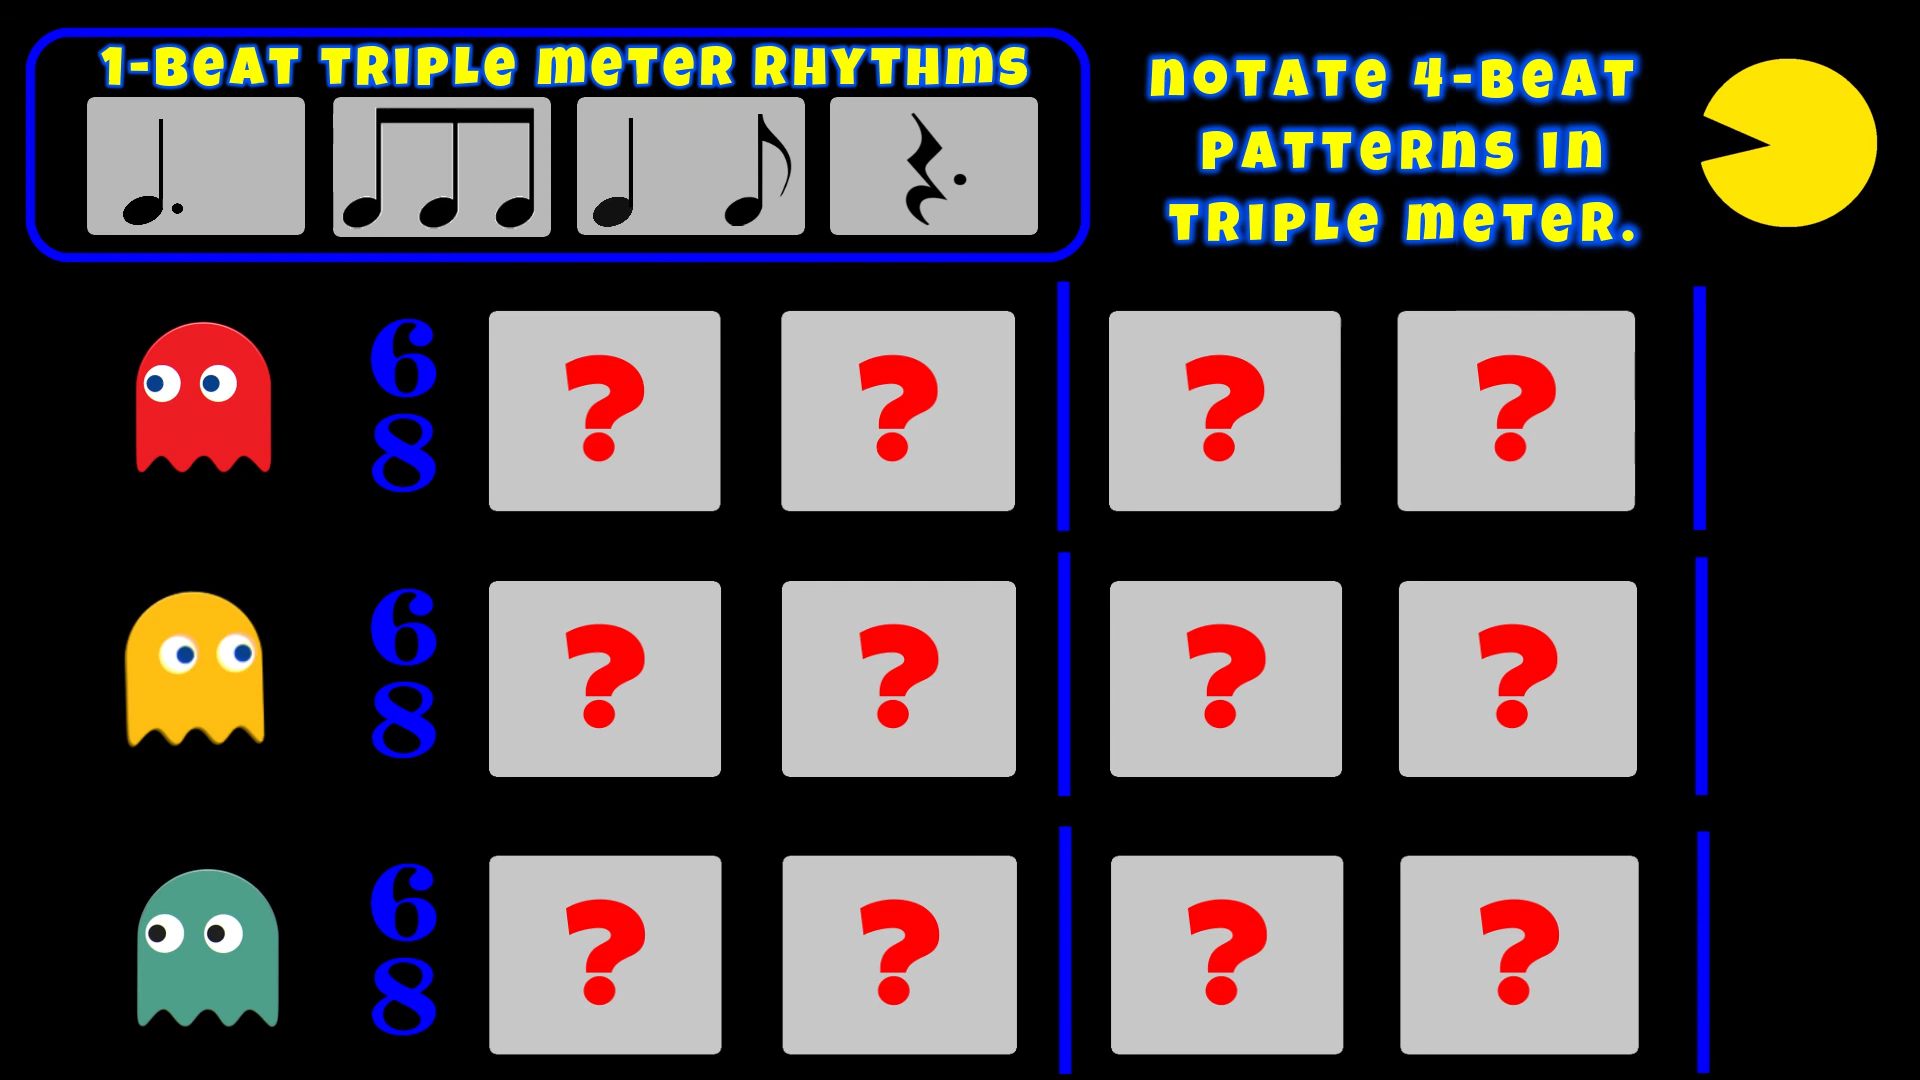 1-BEAT TRIPLE METER RHYTHMS
NOTATE 4-BEAT
PATTERNS IN
TRIPLE METER.
6
8
? ? ? ?
6
8
? ? ? ?
6
8
? ? ? ?